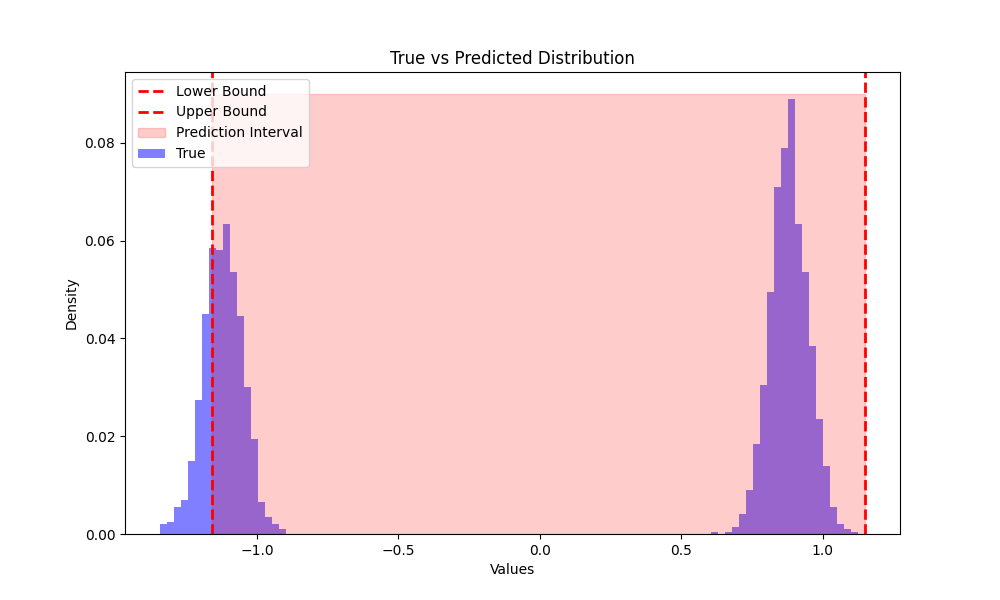 True vs Predicted Distribution
Lower Bound
Upper Bound
Prediction Interval
True
0.08
0.06
0.04
0.02
0.00
Density
−1.0
−0.5
0.0
0.5
1.0
Values